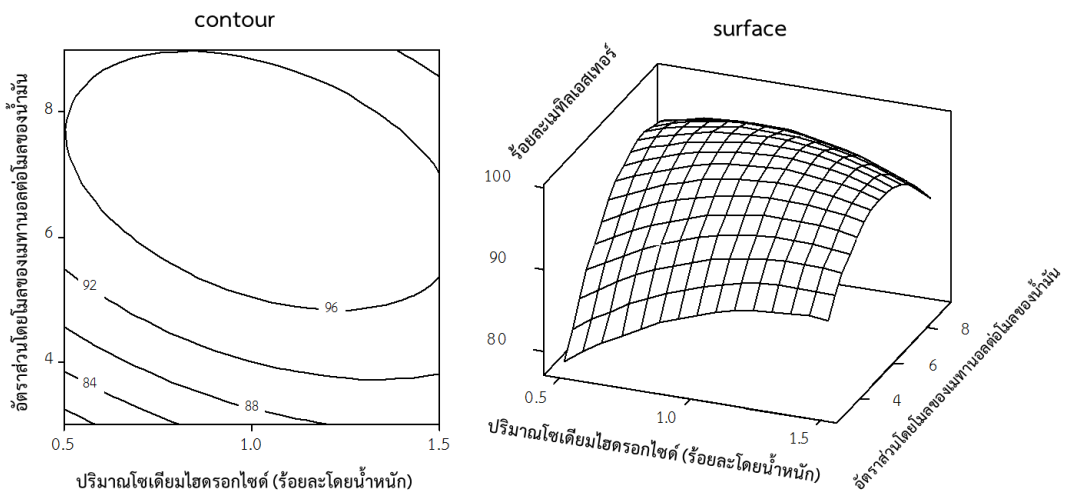 contour
อัตราส่วนโดยโมลของเมทานอลต่อโมลของน้ำมัน
8
6
4
92
96
84
88
0.5
1.0
1.5
ปริมาณโซเดียมไฮดรอกไซด์ (ร้อยละโดยน้ำหนัก)
surface
ร้อยละเมทิลเอสเทอร์
100
90
80
0.5
1.0
1.5
ปริมาณโซเดียมไฮดรอกไซด์ (ร้อยละโดยน้ำหนัก)
8
6
4
อัตราส่วนโดยโมลของเมทานอลต่อโมลของน้ำมัน